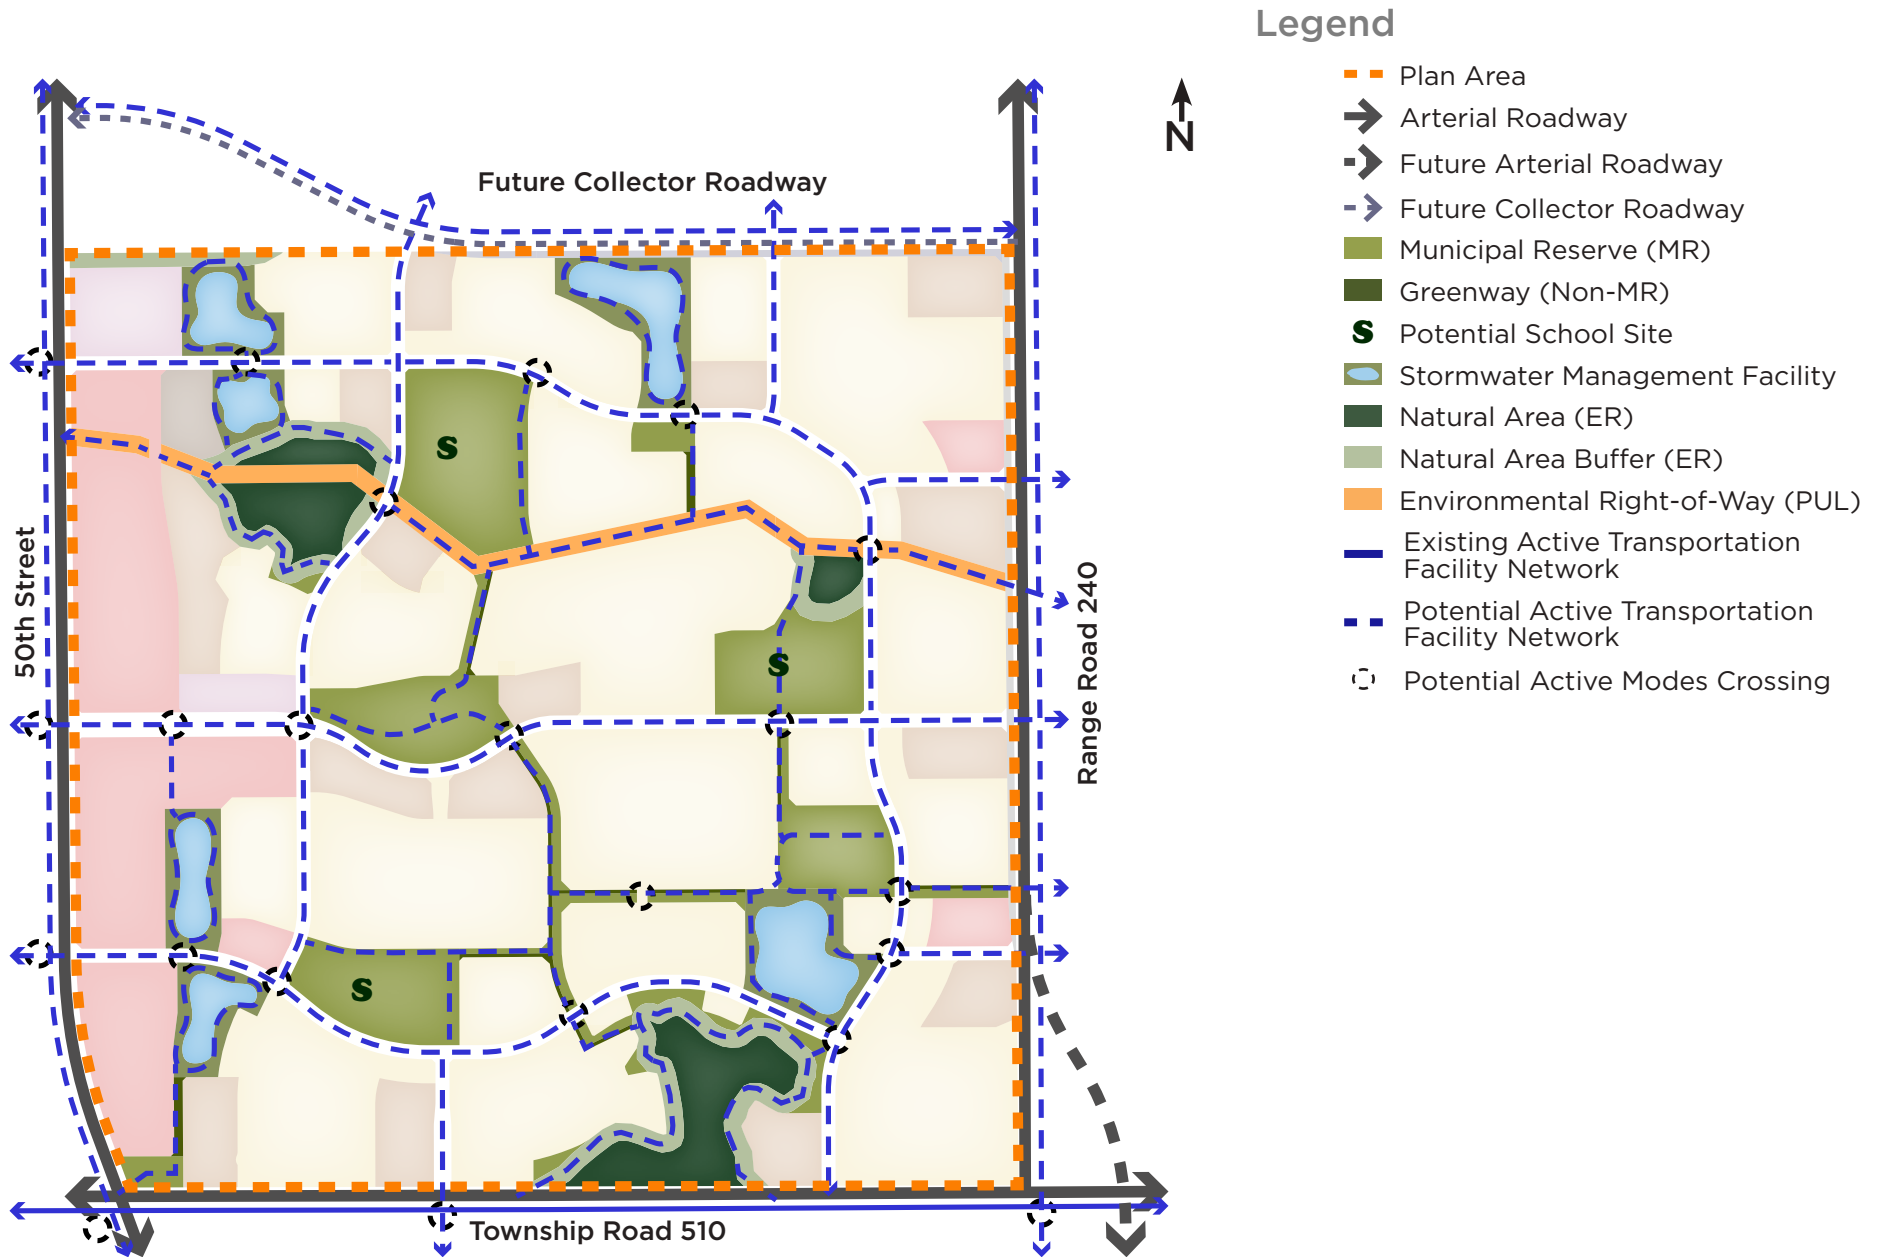 Legend
Plan Area
Arterial Roadway
Future Arterial Roadway
Future Collector Roadway
Municipal Reserve (MR)
Greenway (Non-MR)
S Potential School Site
Stormwater Management Facility
Natural Area (ER)
Natural Area Buffer (ER)
Environmental Right-of-Way (PUL)
Existing Active Transportation
Facility Network
Potential Active Transportation
Facility Network
Potential Active Modes Crossing
N
Future Collector Roadway
S
S
S
50th Street
Range Road 240
Township Road 510